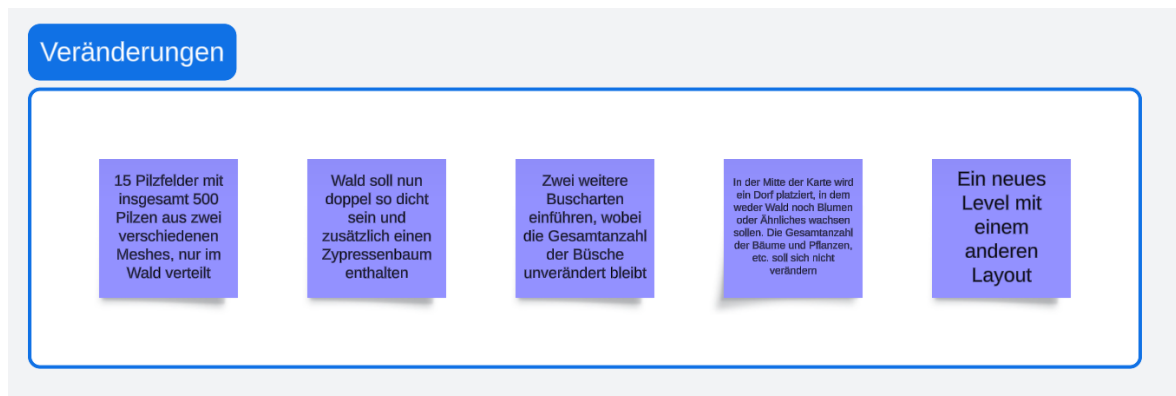 Veränderungen
15 Pilzfelder mit
insgesamt 500
Pilzen aus zwei
verschiedenen
Meshes, nur im
Wald verteilt
Wald soll nun
doppel so dicht
sein und
zusätzlich einen
Zypressenbaum
enthalten
Zwei weitere
Buscharten
einführen, wobei
die Gesamtanzahl
der Büsche
unverändert bleibt
In der Mitte der Karte wird
ein Dorf platziert, in dem
weder Wald noch Blumen
oder Ähnliches wachsen
sollen. Die Gesamtanzahl
der Bäume und Pflanzen,
etc. soll sich nicht
verändern
Ein neues
Level mit
einem
anderen
Layout